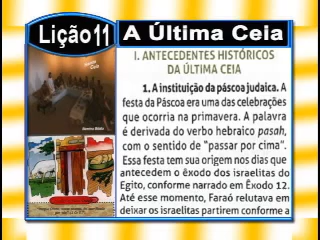 Lição 11
A Última Ceia
I. ANTECEDENTES HISTÓRICOS
DA ÚLTIMA CEIA
1. A instituição da páscoa judaica. A
festa da Páscoa era uma das celebrações
que ocorria na primavera. A palavra
é derivada do verbo hebraico pasah,
com o sentido de "passar por cima".
Essa festa tem sua origem nos dias que
antecedem o êxodo dos israelitas do
Egito, conforme narrado em Êxodo 12.
Até esse momento, Faraó relutava em
deixar os israelitas partirem conforme a